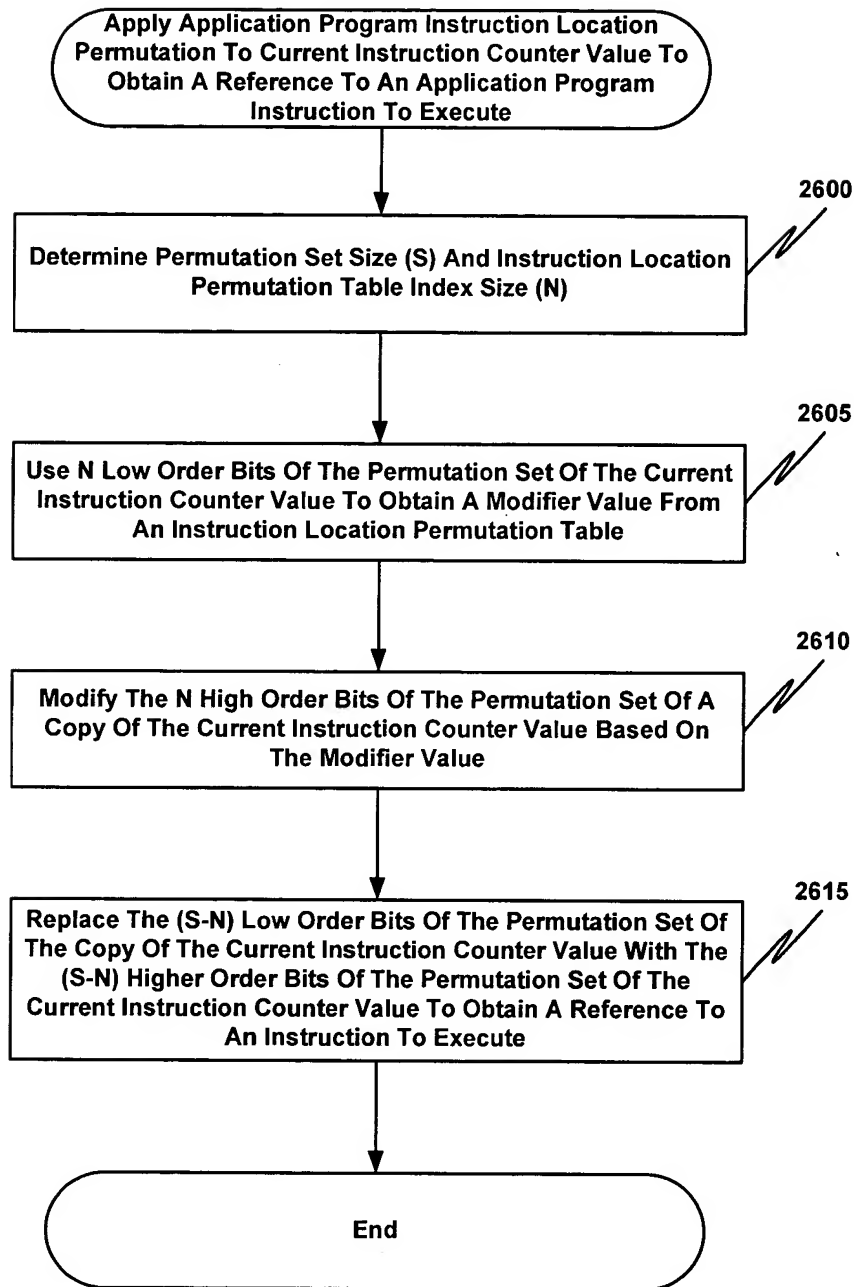 Apply Application Program Instruction Location
Permutation To Current Instruction Counter Value To
Obtain A Reference To An Application Program
Instruction To Execute
2600
Determine Permutation Set Size (S) And Instruction Location
Permutation Table Index Size (N)
2605
Use N Low Order Bits Of The Permutation Set Of The Current
Instruction Counter Value To Obtain A Modifier Value From
An Instruction Location Permutation Table
2610
Modify The N High Order Bits Of The Permutation Set Of A
Copy Of The Current Instruction Counter Value Based On
The Modifier Value
2615
Replace The (S-N) Low Order Bits Of The Permutation Set Of
The Copy Of The Current Instruction Counter Value With The
(S-N) Higher Order Bits Of The Permutation Set Of The
Current Instruction Counter Value To Obtain A Reference To
An Instruction To Execute
End